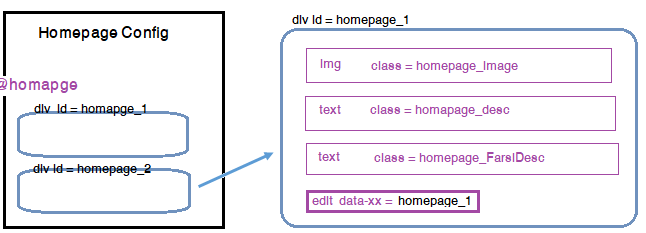 Homepage Config
@homapge
div Id = homapge_1
div Id = homepage_2
div Id = homepage_1
Img class = homepage_Image
text class = homapage_desc
text class = homepage_FarsiDesc
edit data-xx = homepage_1